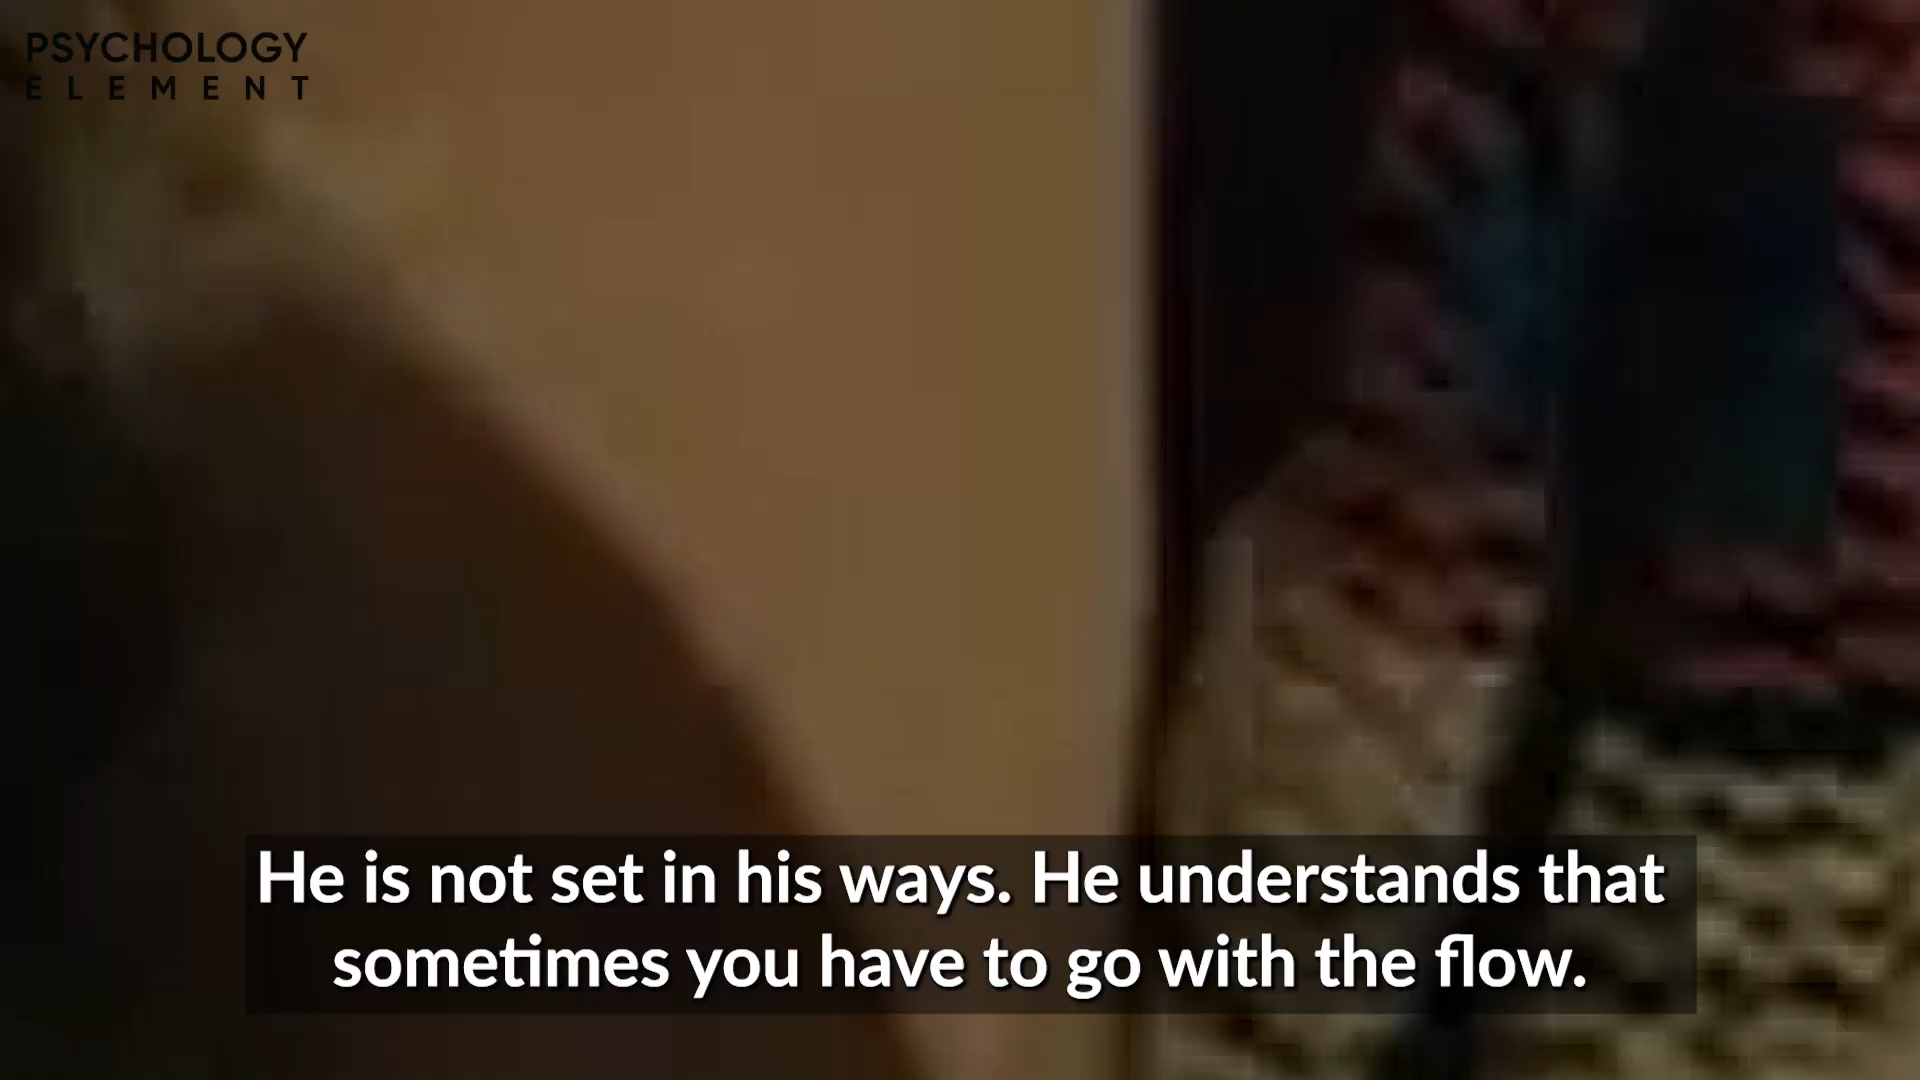 PSYCHOLOGY
ELEMENT
He is not set in his ways. He understands that
sometimes you have to go with the flow.